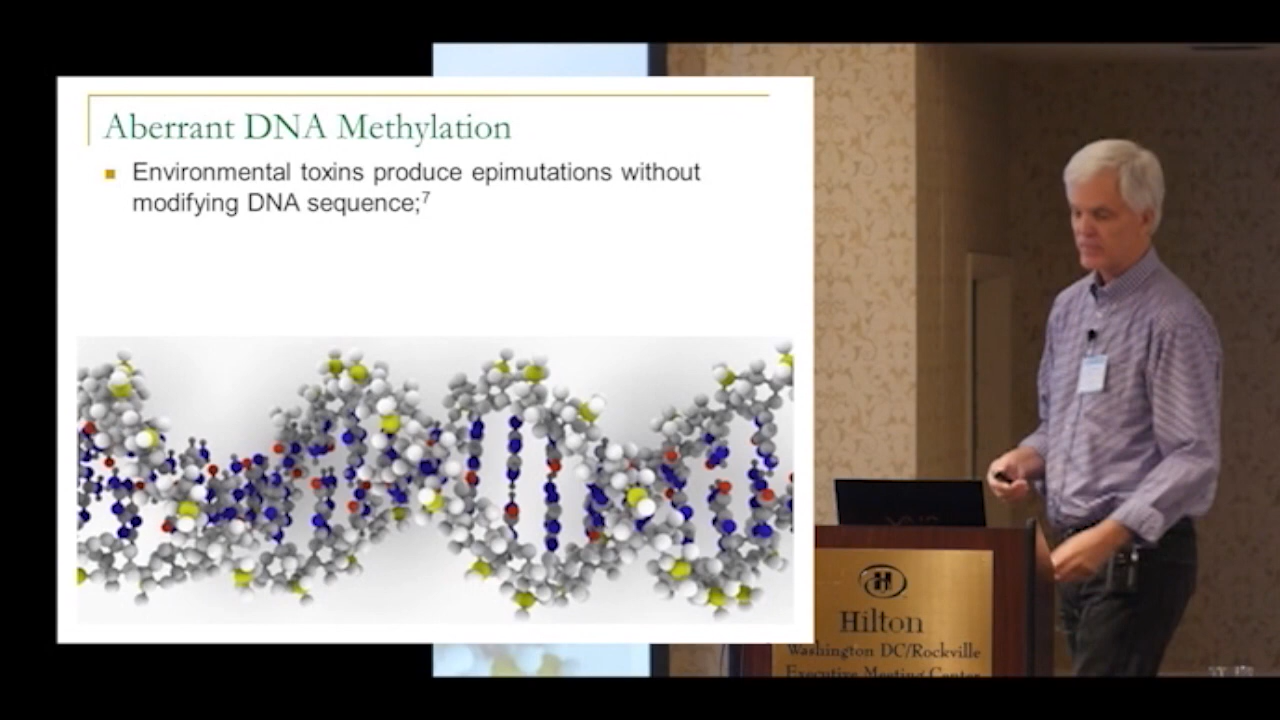 Aberrant DNA Methylation
Environmental toxins produce epimutations without
modifying DNA sequence;7
Hilton
Washington DC/Rockville
Executive Meeting Center